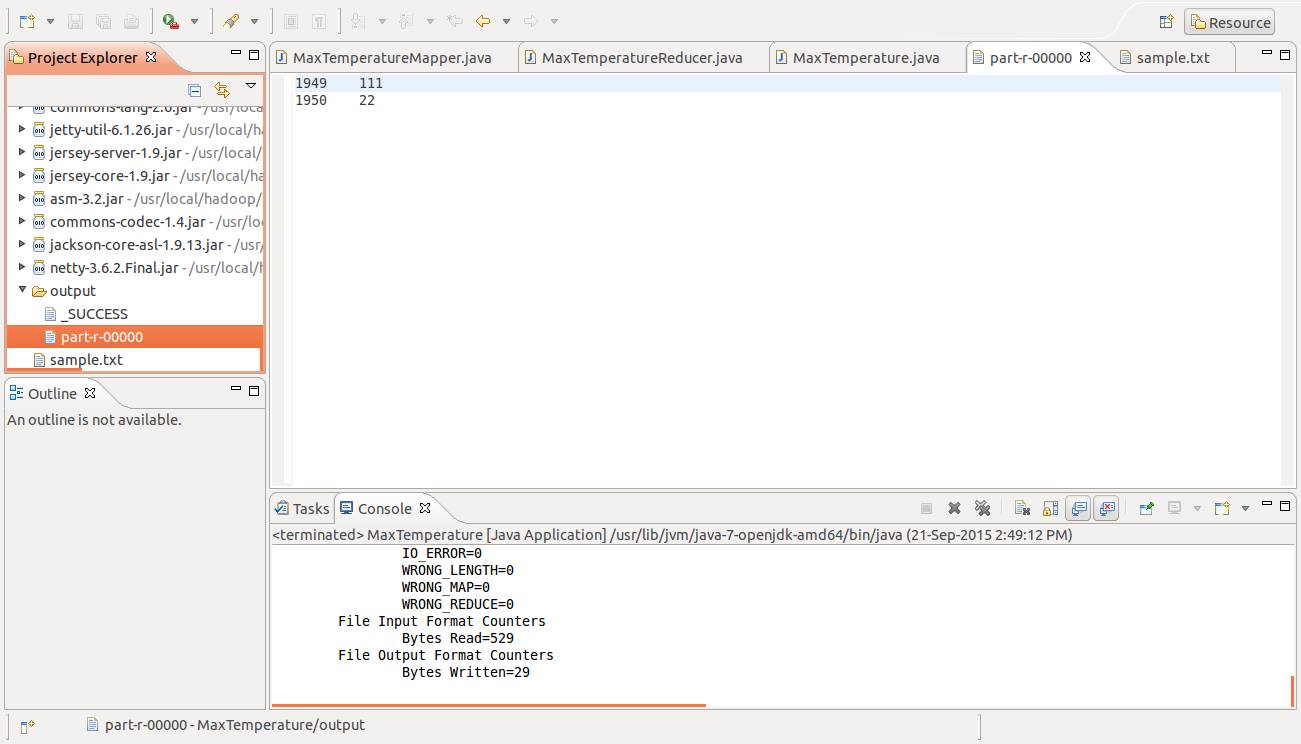 Resource
Project Explorer
commons-lang-2.6.jar - /usr/loca
jetty-util-6.1.26.jar - /usr/local/ha
jersey-server-1.9.jar - /usr/local/
jersey-core-1.9.jar - /usr/local/ha
asm-3.2.jar - /usr/local/hadoop/
commons-codec-1.4.jar - /usr/lo
jackson-core-asl-1.9.13.jar - /usr/
netty-3.6.2.Final.jar - /usr/local/h
output
_SUCCESS
part-r-00000
sample.txt
Outline
An outline is not available.
MaxTemperatureMapper.java MaxTemperatureReducer.java MaxTemperature.java part-r-00000 sample.txt
1949 111
1950 22
Tasks Console
<terminated> MaxTemperature [Java Application] /usr/lib/jvm/java-7-openjdk-amd64/bin/java (21-Sep-2015 2:49:12 PM)
IO_ERROR=0
WRONG_LENGTH=0
WRONG_MAP=0
WRONG_REDUCE=0
File Input Format Counters
Bytes Read=529
File Output Format Counters
Bytes Written=29
part-r-00000 - MaxTemperature/output